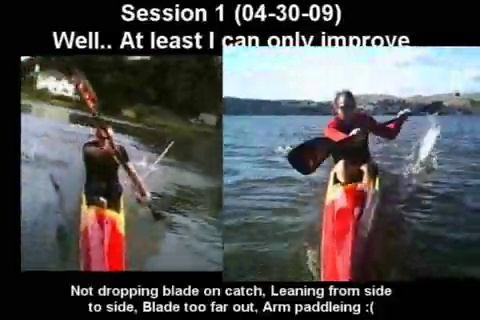 Session 1 (04-30-09)
Well.. At least I can only improve
Not dropping blade on catch, Leaning from side
to side, Blade too far out, Arm paddleing :(